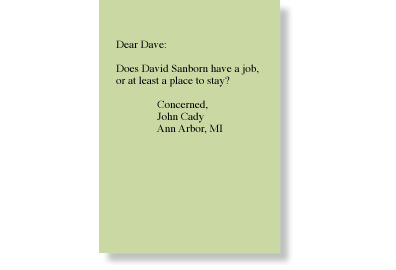 Dear Dave:
Does David Sanborn have a job,
or at least a place to stay?
Concerned,
John Cady
Ann Arbor, MI